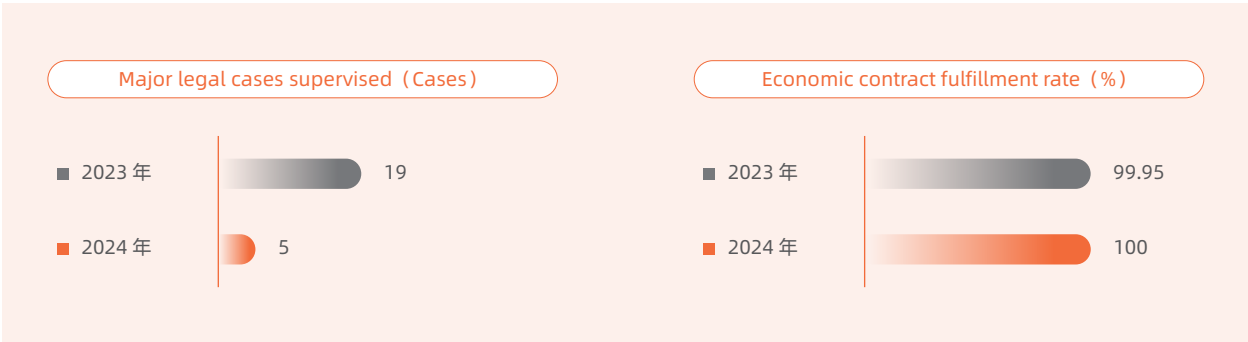 Major legal cases supervised（Cases）
2023 年
19
2024 年
5
Economic contract fulfillment rate（%）
2023 年
99.95
2024 年
100